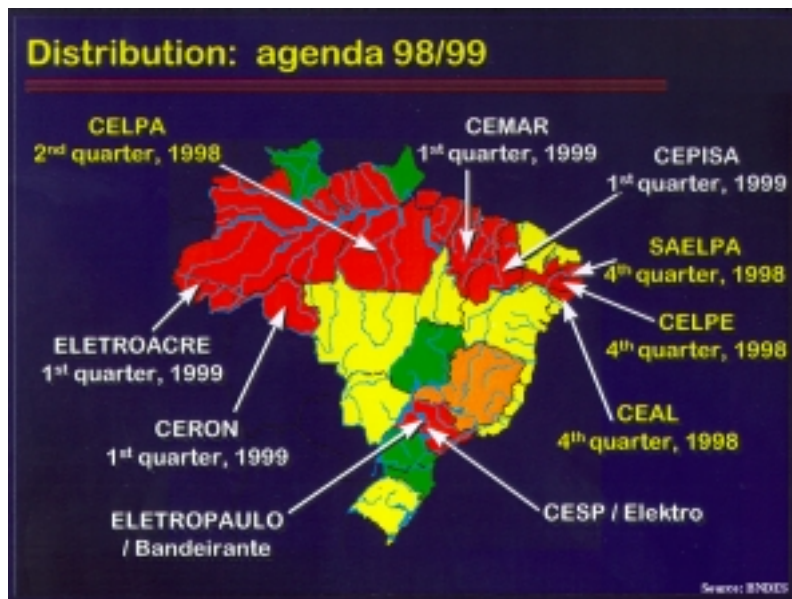 Distribution: agenda 98/99
CELPA
2nd quarter, 1998
CEMAR
1st quarter, 1999
CEPISA
1st quarter, 1999
SAELPA
4th quarter, 1998
CELPE
4th quarter, 1998
CEAL
4th quarter, 1998
ELETROACRE
1st quarter, 1999
CERON
1st quarter, 1999
ELETROPAULO
/ Bandeirante
CESP / Elektro
Source: BNDES